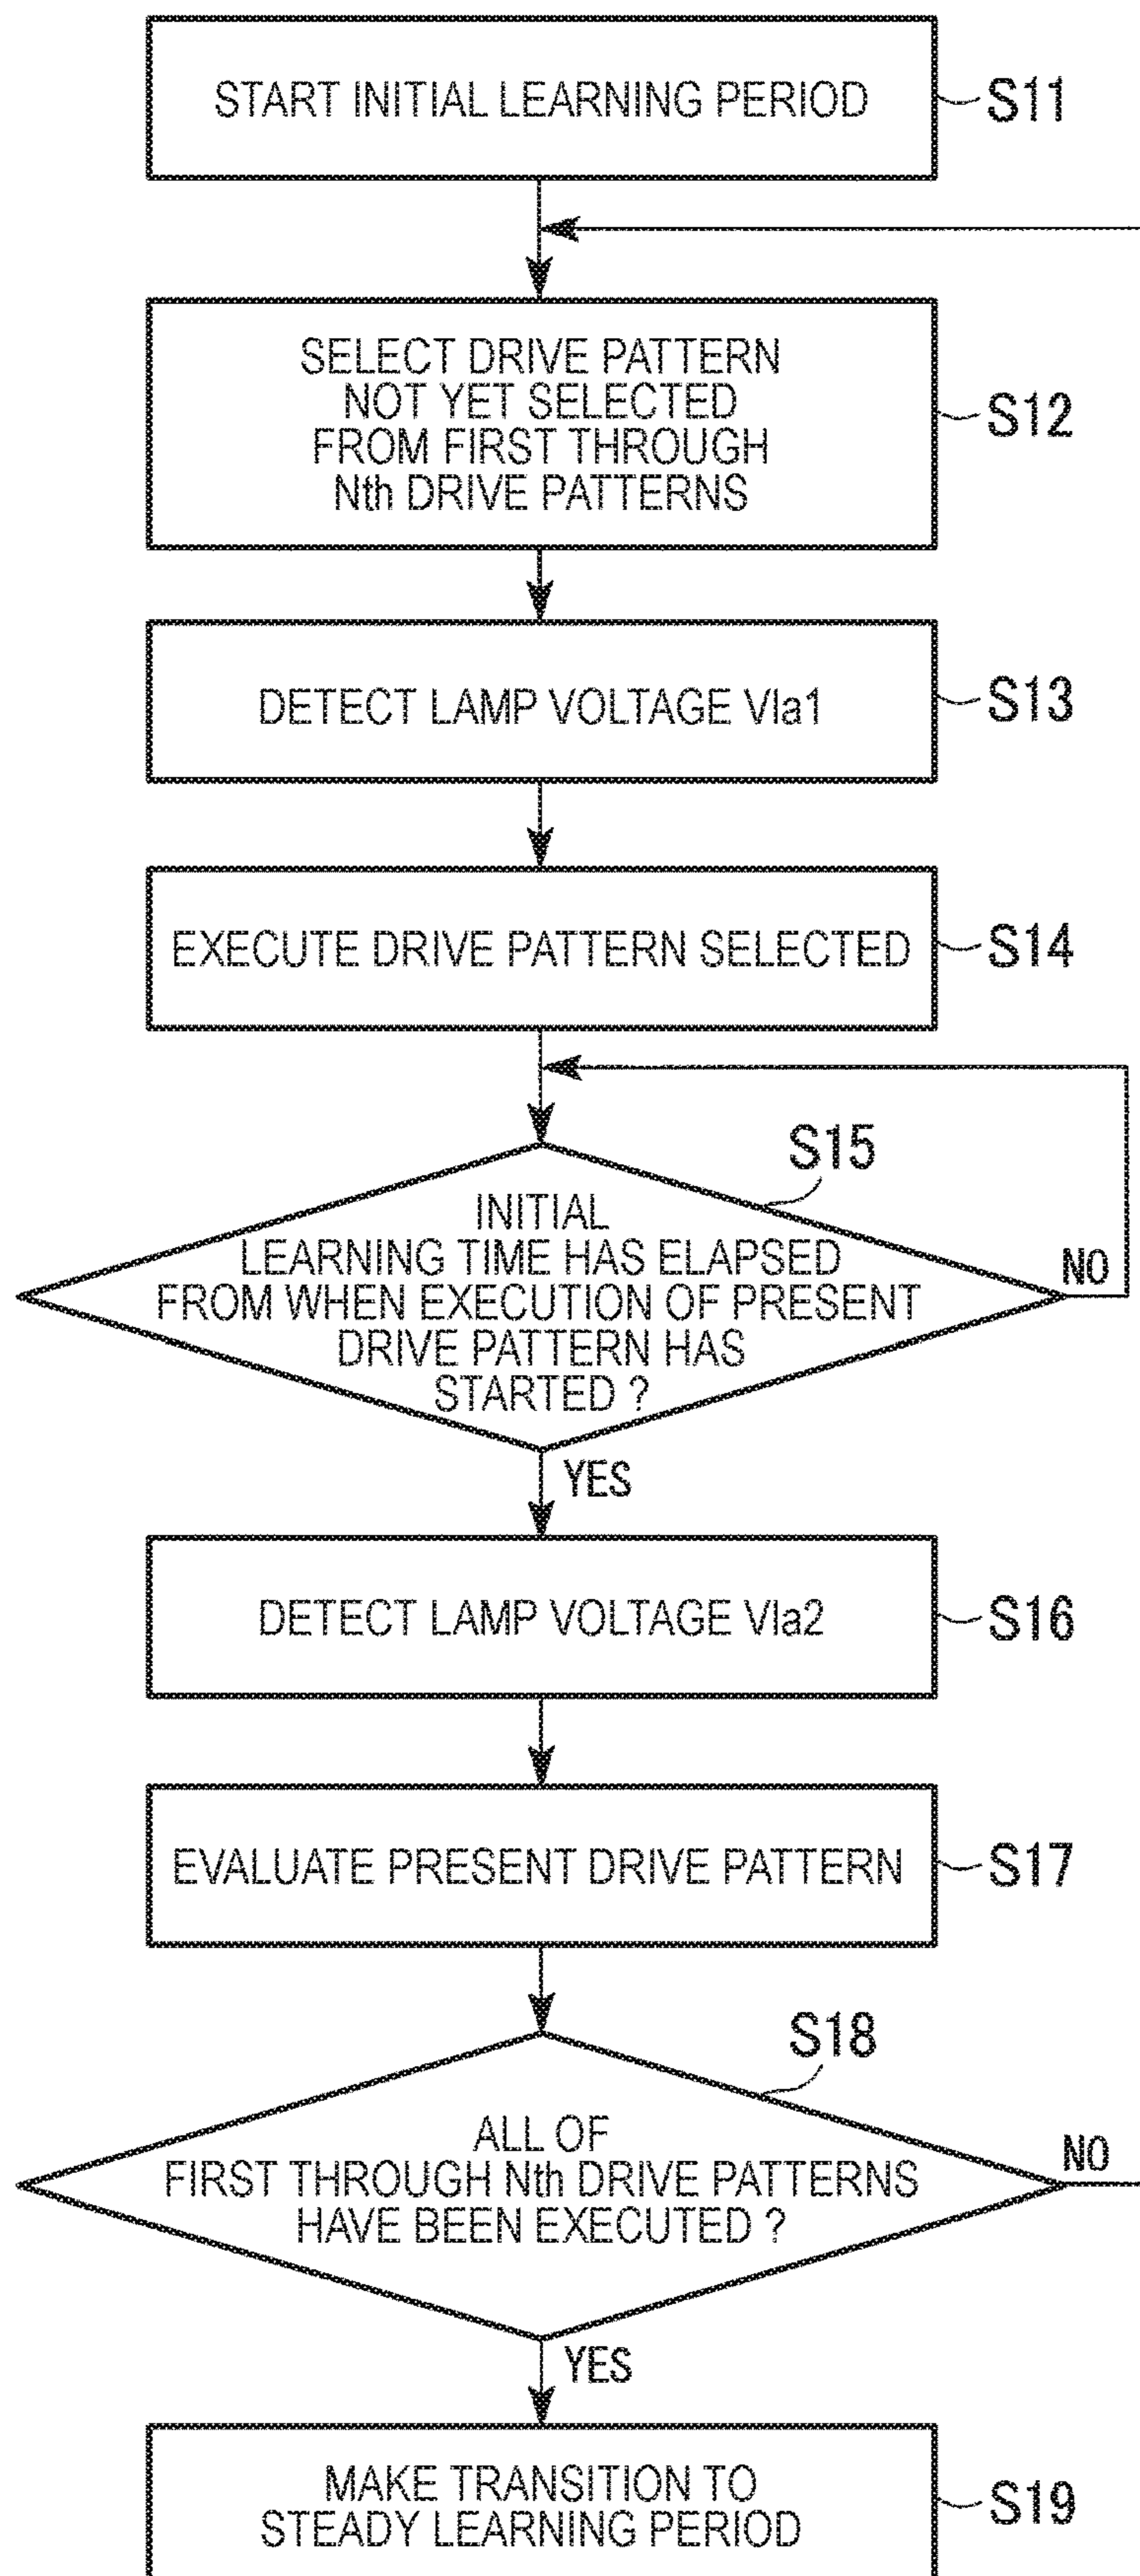 START INITIAL LEARNING PERIOD
S11
SELECT DRIVE PATTERN
NOT YET SELECTED
FROM FIRST THROUGH
Nth DRIVE PATTERNS
S12
DETECT LAMP VOLTAGE Vla1
S13
EXECUTE DRIVE PATTERN SELECTED
S14
S15
INITIAL
LEARNING TIME HAS ELAPSED
FROM WHEN EXECUTION OF PRESENT
DRIVE PATTERN HAS
STARTED ?
NO
YES
DETECT LAMP VOLTAGE Vla2
S16
EVALUATE PRESENT DRIVE PATTERN
S17
S18
ALL OF
FIRST THROUGH Nth DRIVE PATTERNS
HAVE BEEN EXECUTED ?
NO
YES
MAKE TRANSITION TO
STEADY LEARNING PERIOD
S19